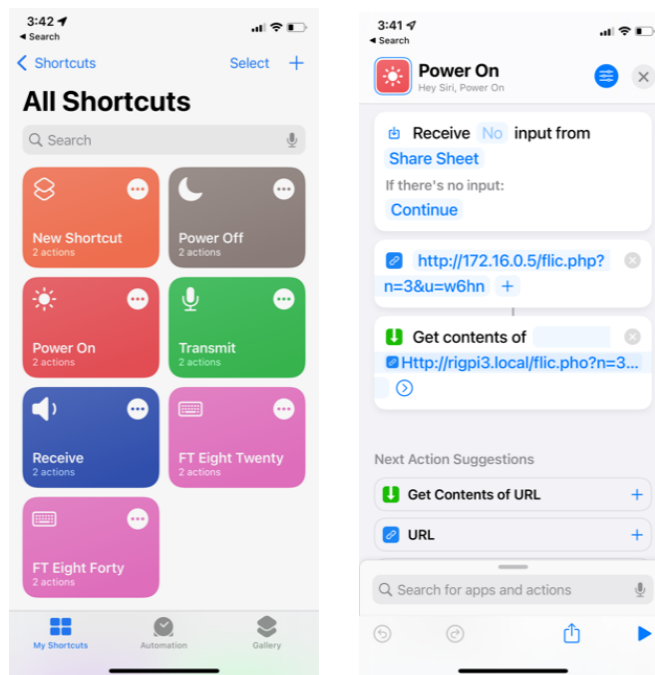 3:42
Search
Shortcuts
Select
All Shortcuts
Search
New Shortcut
2 actions
Power Off
2 actions
Power On
2 actions
Transmit
2 actions
Receive
2 actions
FT Eight Twenty
2 actions
FT Eight Forty
2 actions
My Shortcuts
Automation
Gallery
3:41
Search
Power On
Hey Siri, Power On
Receive No input from
Share Sheet
If there's no input:
Continue
http://172.16.0.5/flic.php?
n=3&u=w6hn
Get contents of
Http://rigpi3.local/flic.pho?n=3...
Next Action Suggestions
Get Contents of URL
URL
Search for apps and actions